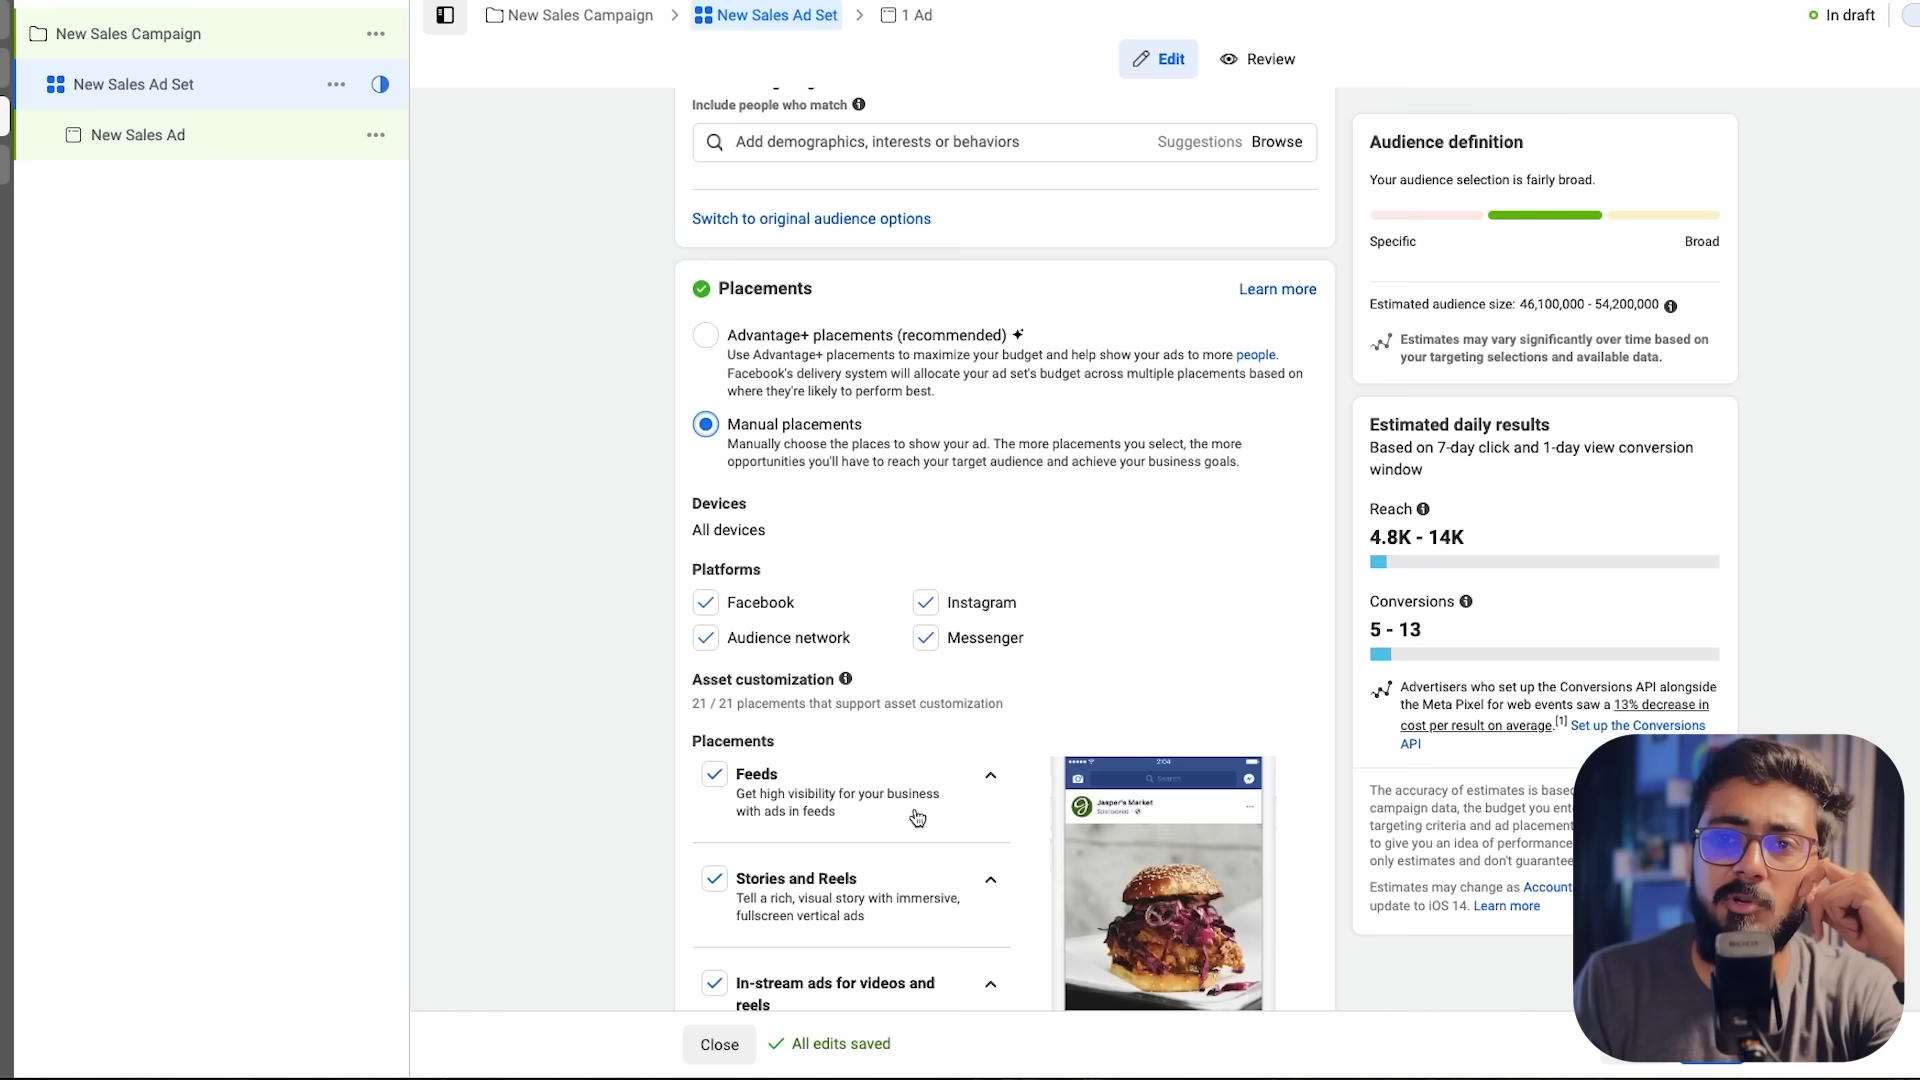 New Sales Campaign
New Sales Ad Set
New Sales Ad
New Sales Campaign
New Sales Ad Set
1 Ad
In draft
Edit
Review
Include people who match
Add demographics, interests or behaviors
Suggestions
Browse
Switch to original audience options
Placements
Learn more
Advantage+ placements (recommended)
Use Advantage+ placements to maximize your budget and help show your ads to more people.
Facebook's delivery system will allocate your ad set's budget across multiple placements based on
where they're likely to perform best.
Manual placements
Manually choose the places to show your ad. The more placements you select, the more
opportunities you'll have to reach your target audience and achieve your business goals.
Devices
All devices
Platforms
Facebook
Instagram
Audience network
Messenger
Asset customization
21 / 21 placements that support asset customization
Placements
Feeds
Get high visibility for your business
with ads in feeds
Stories and Reels
Tell a rich, visual story with immersive,
fullscreen vertical ads
In-stream ads for videos and
reels
2:04
Search
Jasper's Market
Sponsored
Close
All edits saved
Audience definition
Your audience selection is fairly broad.
Specific
Broad
Estimated audience size: 46,100,000 - 54,200,000
Estimates may vary significantly over time based on
your targeting selections and available data.
Estimated daily results
Based on 7-day click and 1-day view conversion
window
Reach
4.8K - 14K
Conversions
5 - 13
Advertisers who set up the Conversions API alongside
the Meta Pixel for web events saw a 13% decrease in
cost per result on average.[1] Set up the Conversions
API
The accuracy of estimates is based
campaign data, the budget you
targeting criteria and ad placement
to give you an idea of performance
only estimates and don't guarantee
Estimates may change as Account
update to iOS 14. Learn more
RODE